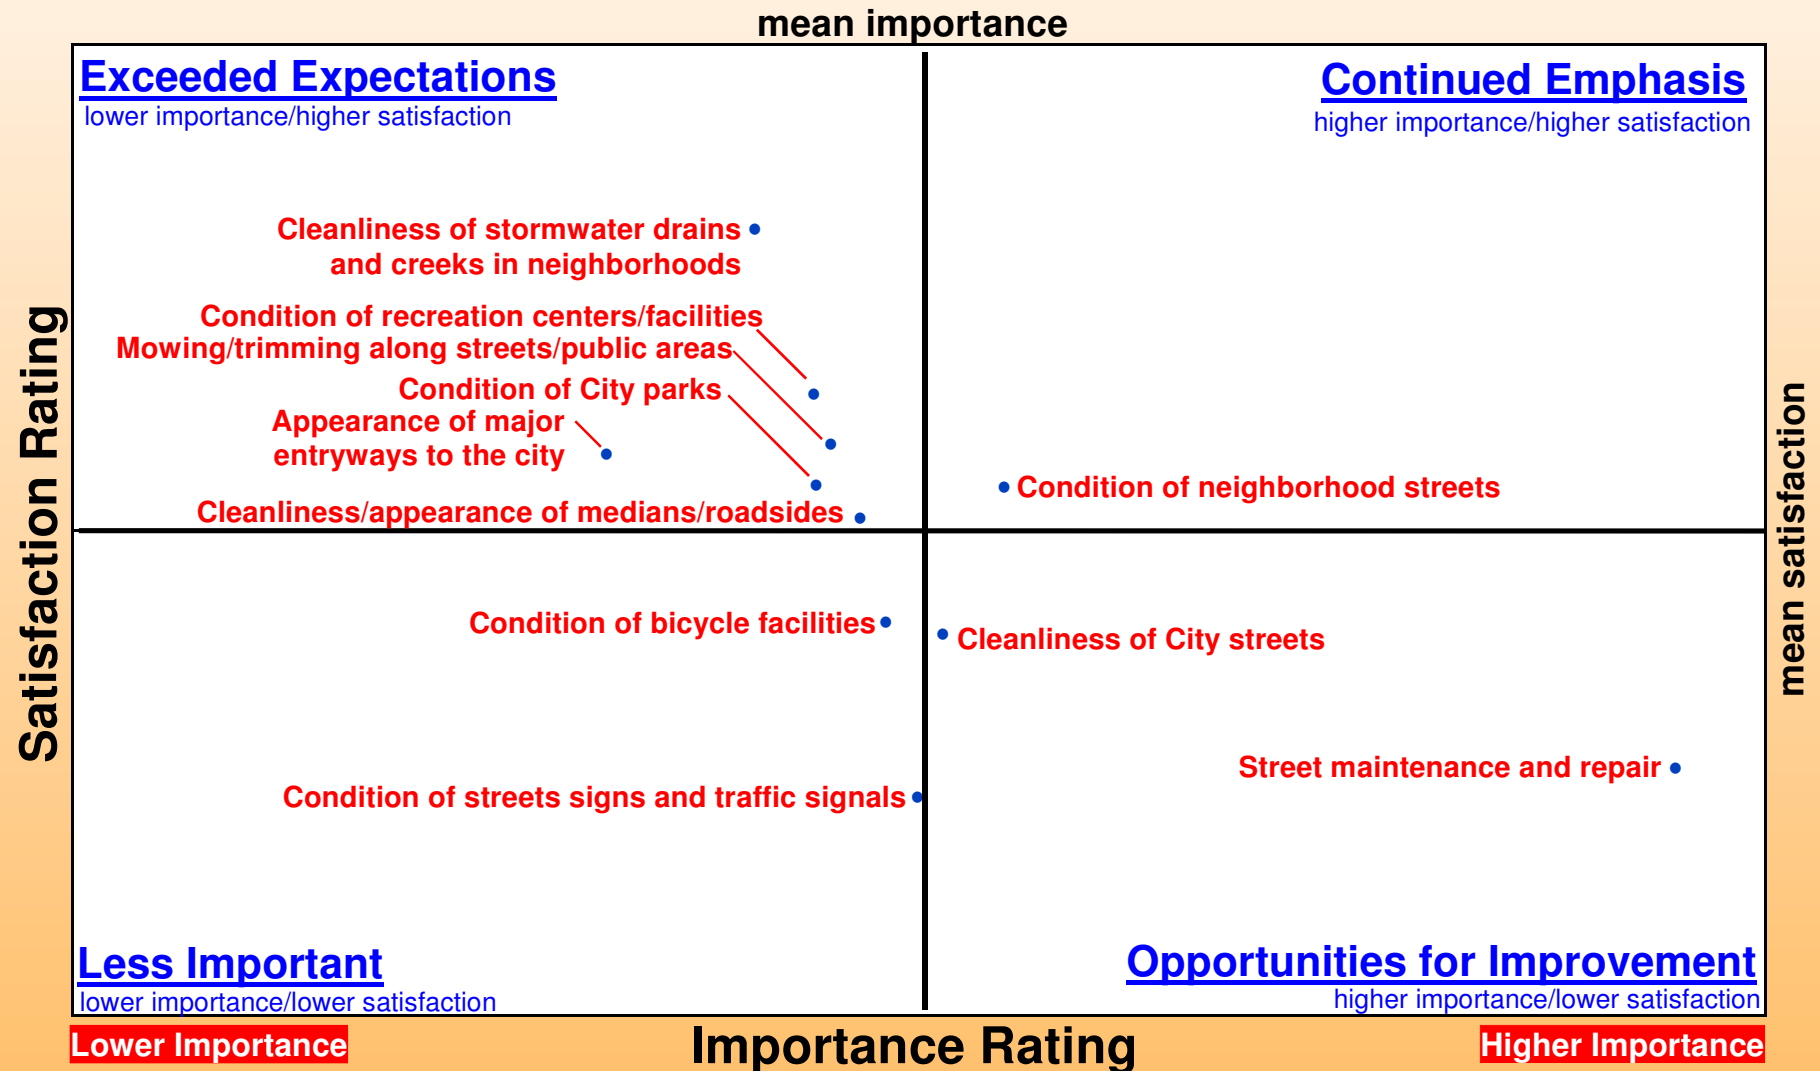 mean importance
Exceeded Expectations
lower importance/higher satisfaction
Continued Emphasis
higher importance/higher satisfaction
Cleanliness of stormwater drains
and creeks in neighborhoods
Condition of recreation centers/facilities
Mowing/trimming along streets/public areas
Condition of City parks
Appearance of major
entryways to the city
Cleanliness/appearance of medians/roadsides
Condition of neighborhood streets
Satisfaction Rating
mean satisfaction
Condition of bicycle facilities
Cleanliness of City streets
Street maintenance and repair
Condition of streets signs and traffic signals
Less Important
lower importance/lower satisfaction
Opportunities for Improvement
higher importance/lower satisfaction
Lower Importance
Importance Rating
Higher Importance